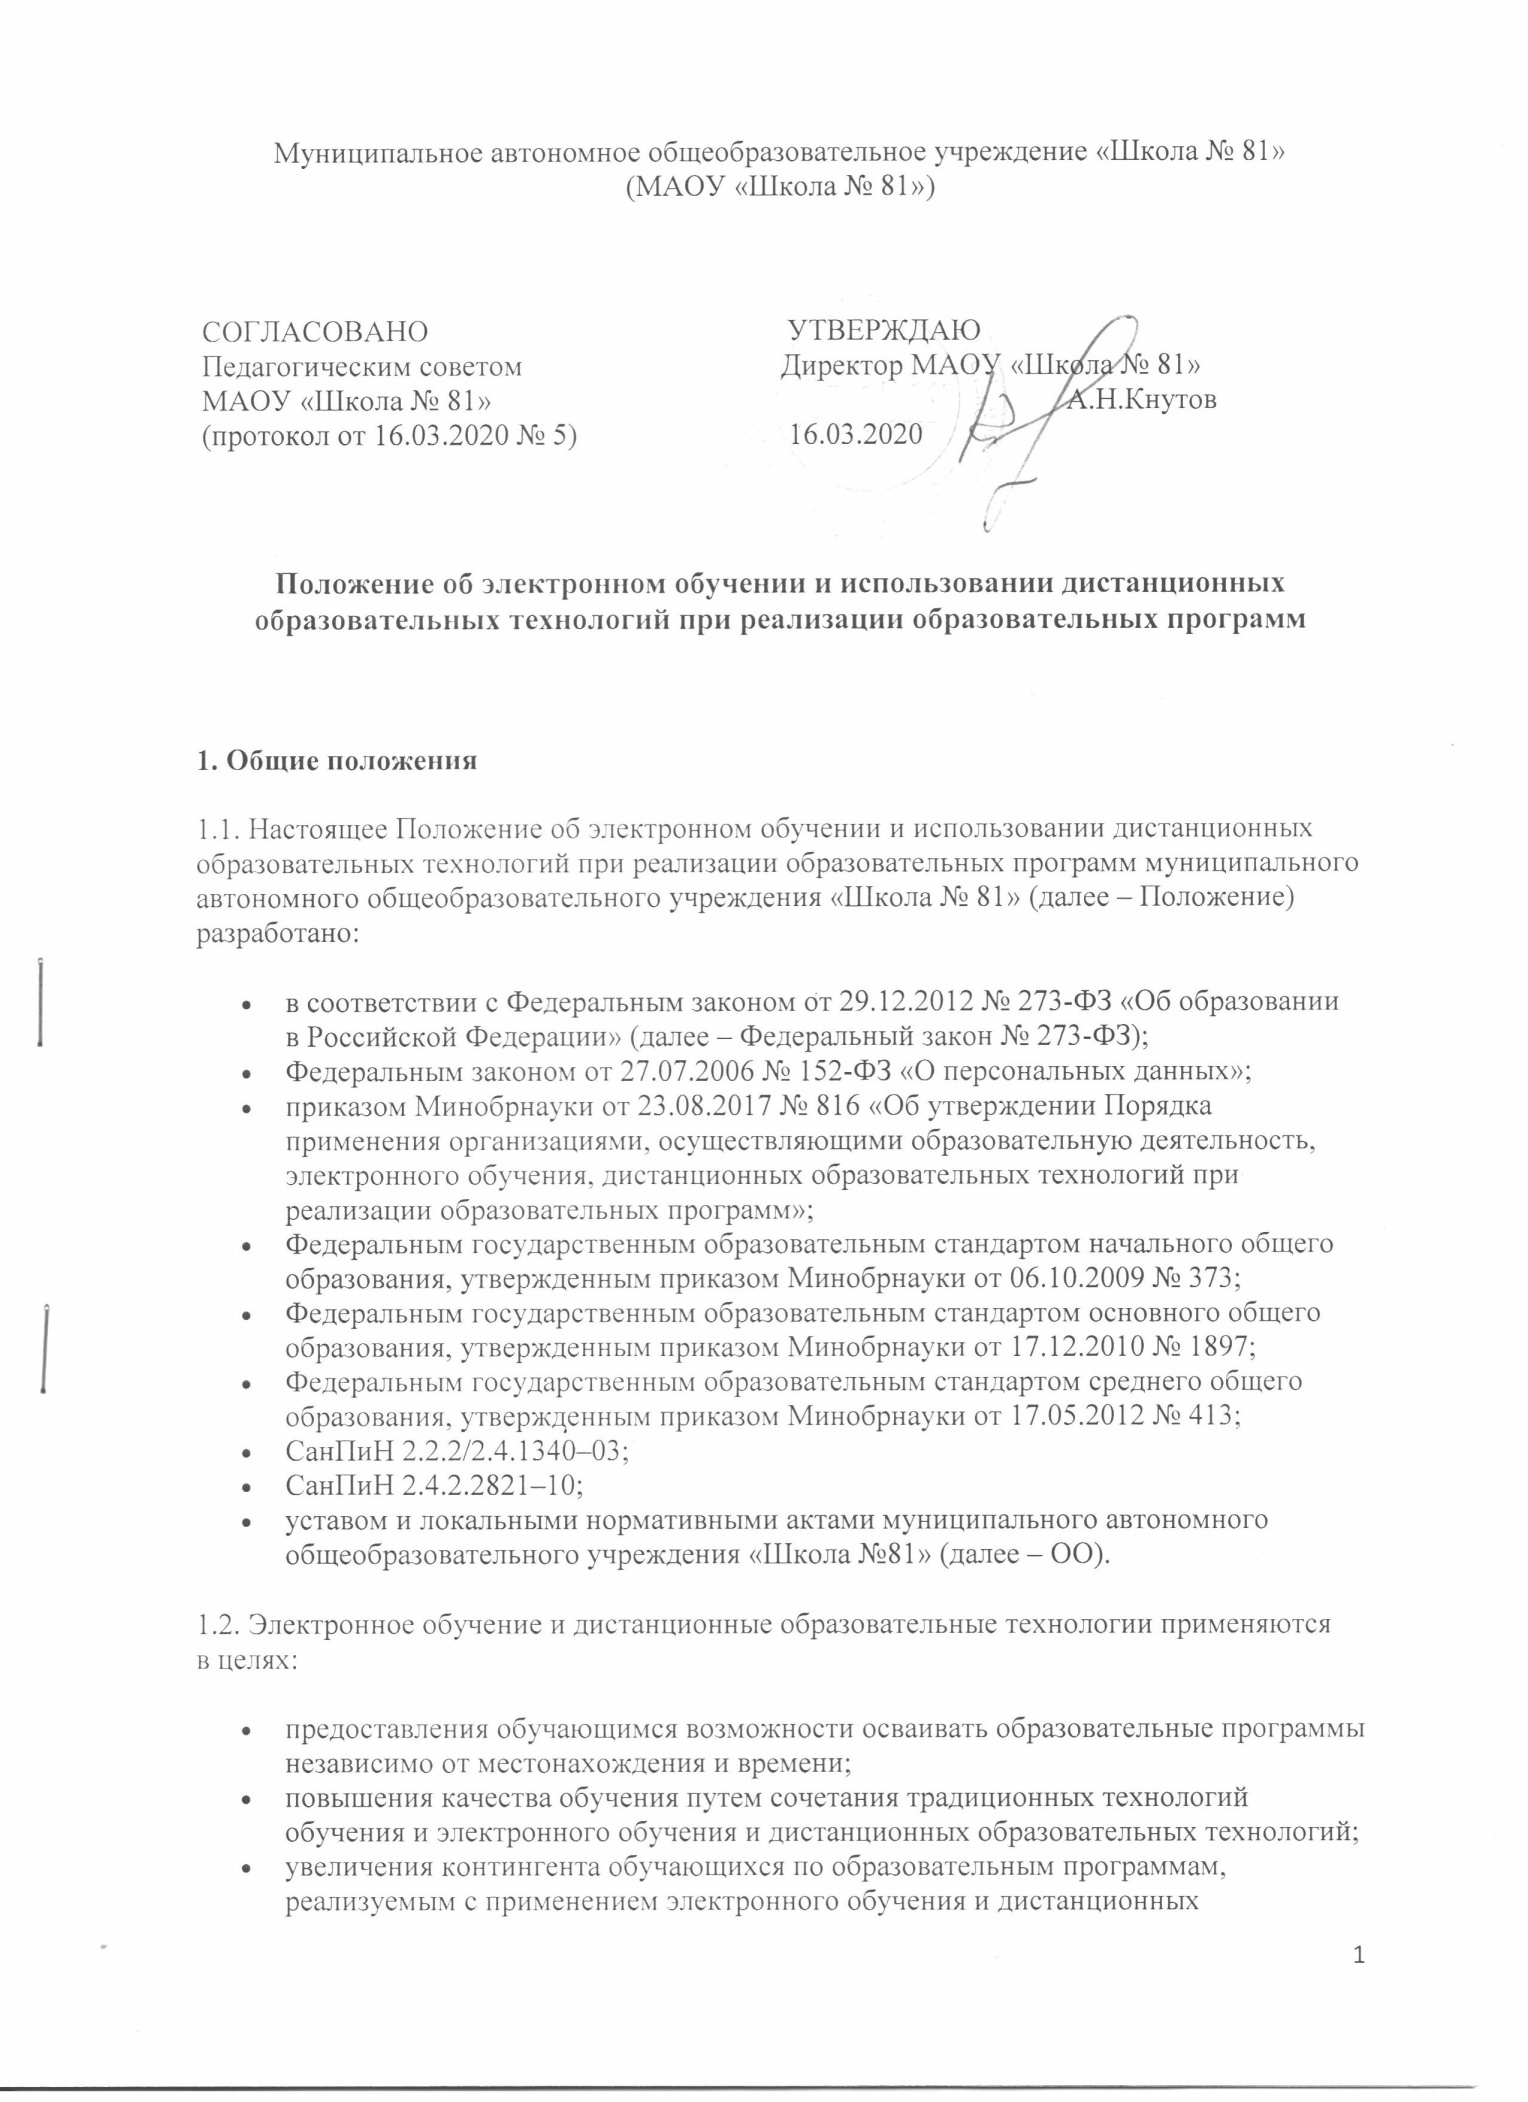 Муниципальное автономное общеобразовательное учреждение «Школа № 81»
(МАОУ «Школа № 81»)
СОГЛАСОВАНО
Педагогическим советом
МАОУ «Школа № 81»
(протокол от 16.03.2020 № 5)
УТВЕРЖДАЮ
Директор МАОУ «Школа № 81»
А.Н.Кнутов
16.03.2020
Положение об электронном обучении и использовании дистанционных
образовательных технологий при реализации образовательных программ
1. Общие положения
1.1. Настоящее Положение об электронном обучении и использовании дистанционных
образовательных технологий при реализации образовательных программ муниципального
автономного общеобразовательного учреждения «Школа № 81» (далее – Положение)
разработано:
• в соответствии с Федеральным законом от 29.12.2012 № 273-ФЗ «Об образовании
в Российской Федерации» (далее – Федеральный закон № 273-ФЗ);
• Федеральным законом от 27.07.2006 № 152-ФЗ «О персональных данных»;
• приказом Минобрнауки от 23.08.2017 № 816 «Об утверждении Порядка
применения организациями, осуществляющими образовательную деятельность,
электронного обучения, дистанционных образовательных технологий при
реализации образовательных программ»;
• Федеральным государственным образовательным стандартом начального общего
образования, утвержденным приказом Минобрнауки от 06.10.2009 № 373;
• Федеральным государственным образовательным стандартом основного общего
образования, утвержденным приказом Минобрнауки от 17.12.2010 № 1897;
• Федеральным государственным образовательным стандартом среднего общего
образования, утвержденным приказом Минобрнауки от 17.05.2012 № 413;
• СанПиН 2.2.2/2.4.1340–03;
• СанПиН 2.4.2.2821–10;
• уставом и локальными нормативными актами муниципального автономного
общеобразовательного учреждения «Школа №81» (далее – ОО).
1.2. Электронное обучение и дистанционные образовательные технологии применяются
в целях:
• предоставления обучающимся возможности осваивать образовательные программы
независимо от местонахождения и времени;
• повышения качества обучения путем сочетания традиционных технологий
обучения и электронного обучения и дистанционных образовательных технологий;
• увеличения контингента обучающихся по образовательным программам,
реализуемым с применением электронного обучения и дистанционных
1